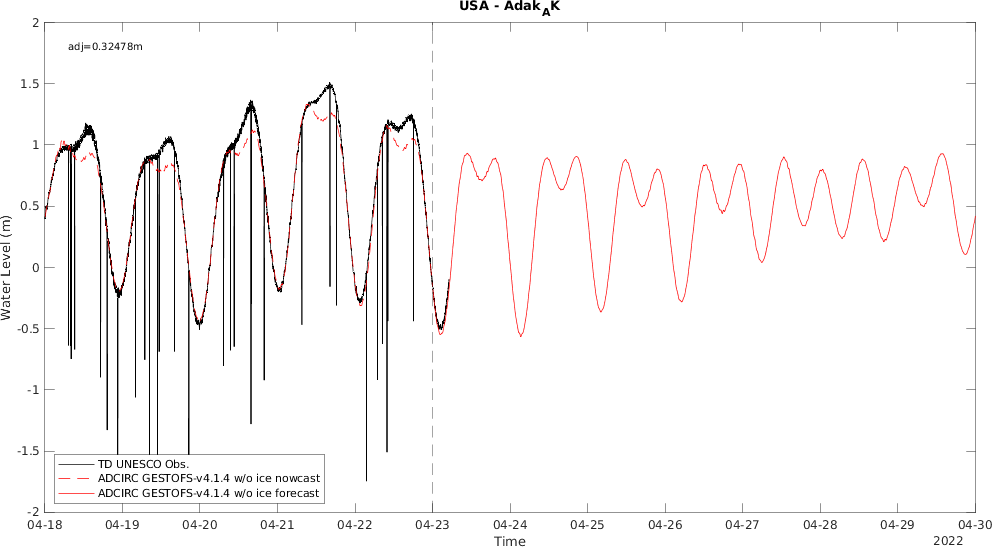 USA - Adak_AK
2
adj=0.32478m
1.5
1
0.5
0
-0.5
-1
-1.5
-2
Water Level (m)
TD UNESCO Obs.
ADCIRC GESTOFS-v4.1.4 w/o ice nowcast
ADCIRC GESTOFS-v4.1.4 w/o ice forecast
04-18 04-19 04-20 04-21 04-22 04-23 04-24 04-25 04-26 04-27 04-28 04-29 04-30
Time
2022